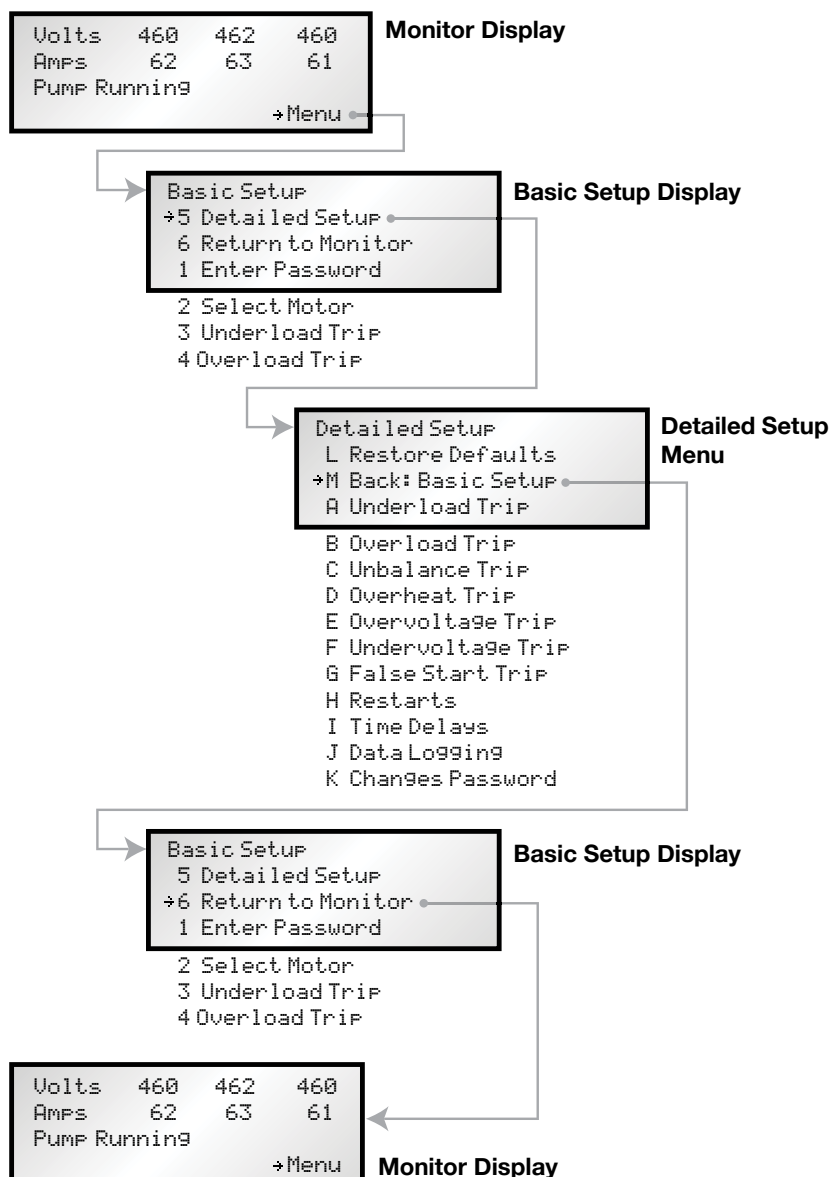 Volts 460 462 460
Amps 62 63 61
Pump Running
→Menu
Monitor Display
Basic Setup
→5 Detailed Setup
6 Return to Monitor
1 Enter Password
2 Select Motor
3 Underload Trip
4 Overload Trip
Basic Setup Display
Detailed Setup
L Restore Defaults
→M Back: Basic Setup
A Underload Trip
B Overload Trip
C Unbalance Trip
D Overheat Trip
E Overvoltage Trip
F Undervoltage Trip
G False Start Trip
H Restarts
I Time Delays
J Data Logging
K Changes Password
Detailed Setup
Menu
Basic Setup
5 Detailed Setup
→6 Return to Monitor
1 Enter Password
2 Select Motor
3 Underload Trip
4 Overload Trip
Basic Setup Display
Volts 460 462 460
Amps 62 63 61
Pump Running
→Menu
Monitor Display